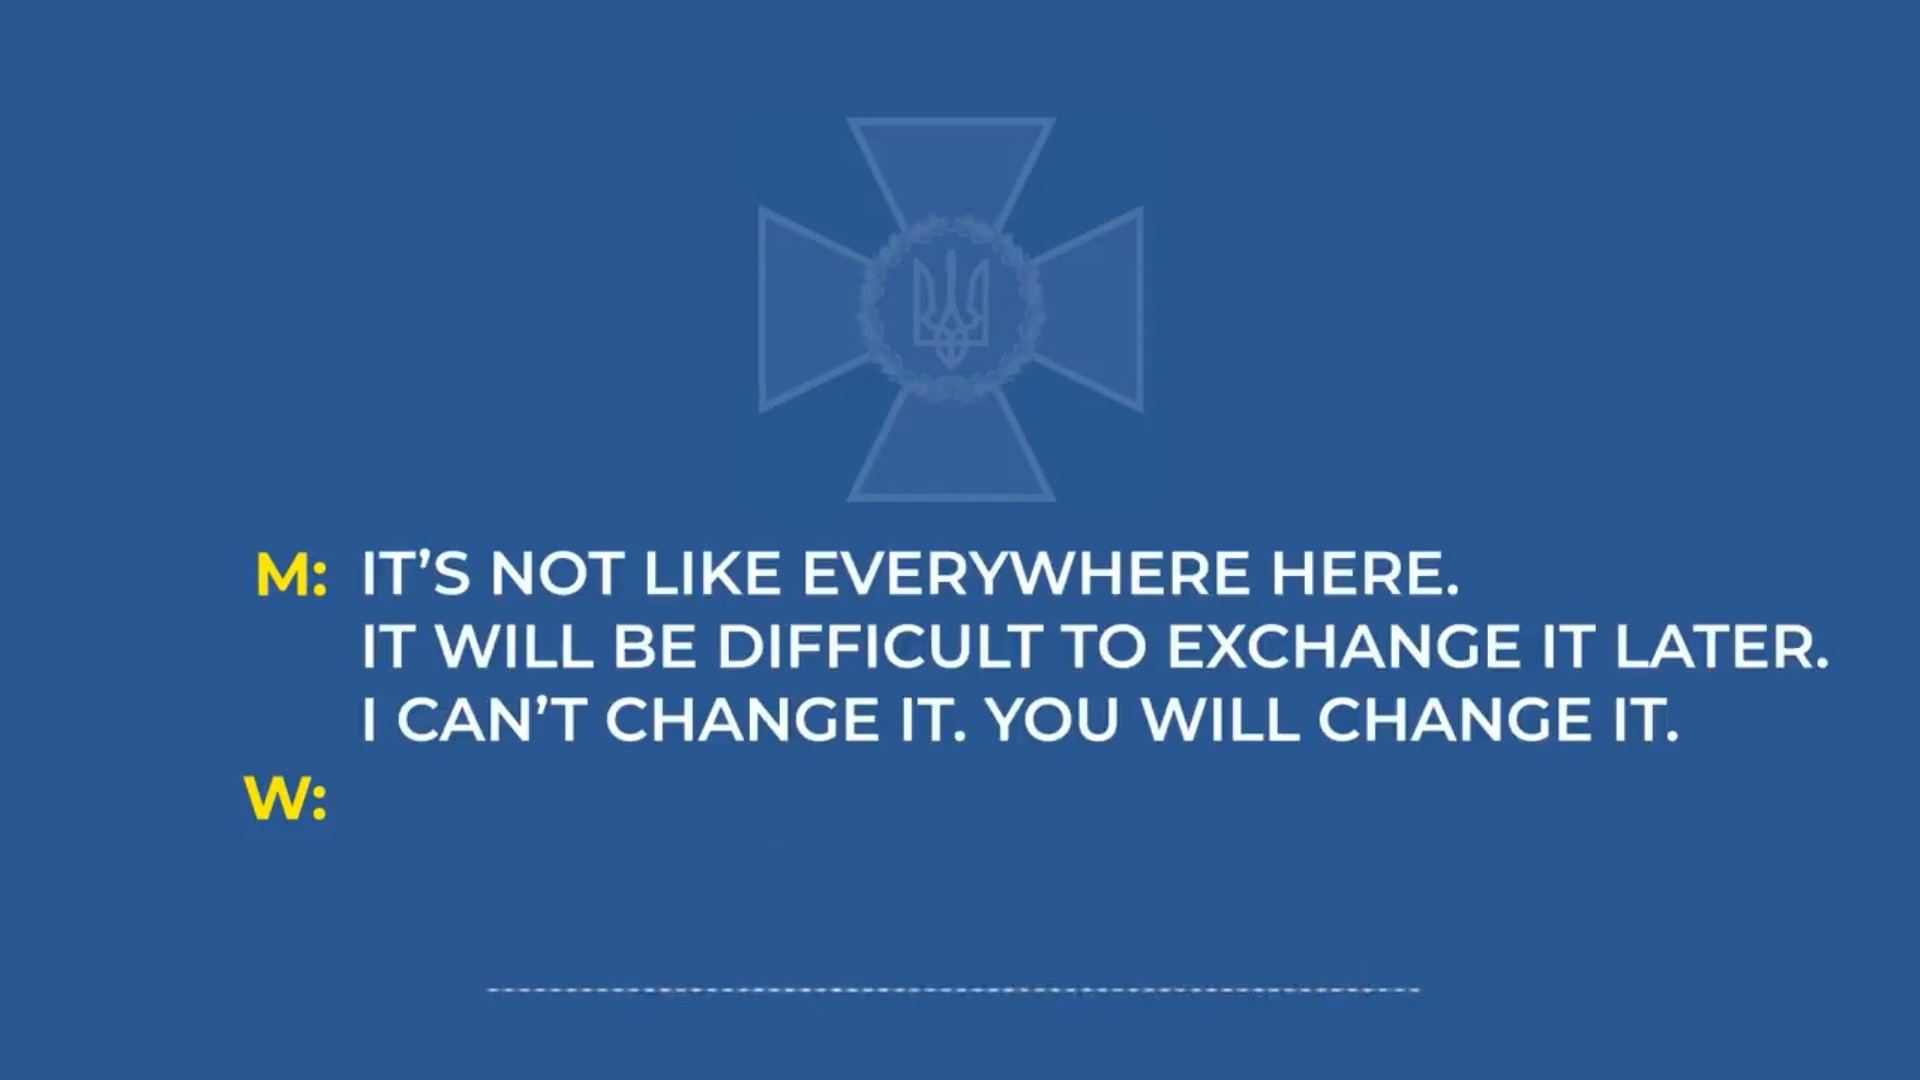 M: IT’S NOT LIKE EVERYWHERE HERE.
IT WILL BE DIFFICULT TO EXCHANGE IT LATER.
I CAN’T CHANGE IT. YOU WILL CHANGE IT.
W: